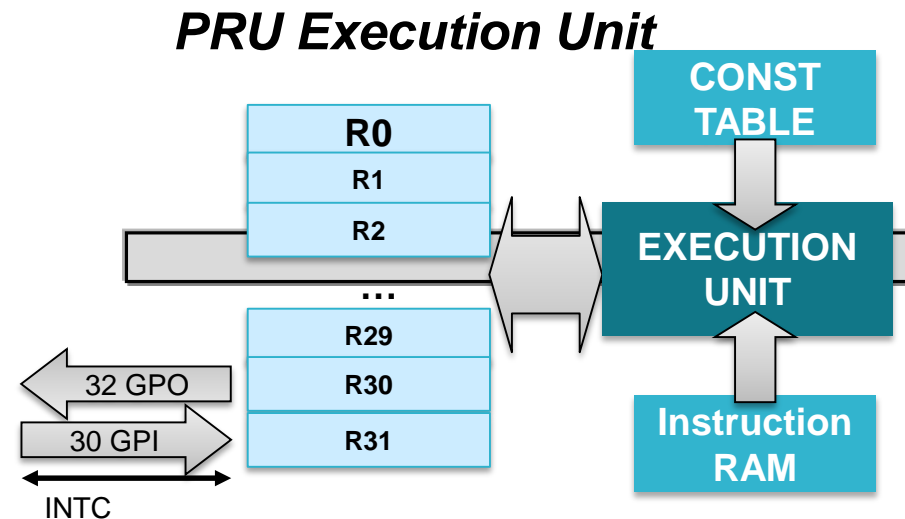 PRU Execution Unit
CONST
TABLE
R0
R1
R2
EXECUTION
UNIT
...
R29
32 GPO
R30
30 GPI
R31
Instruction
RAM
INTC